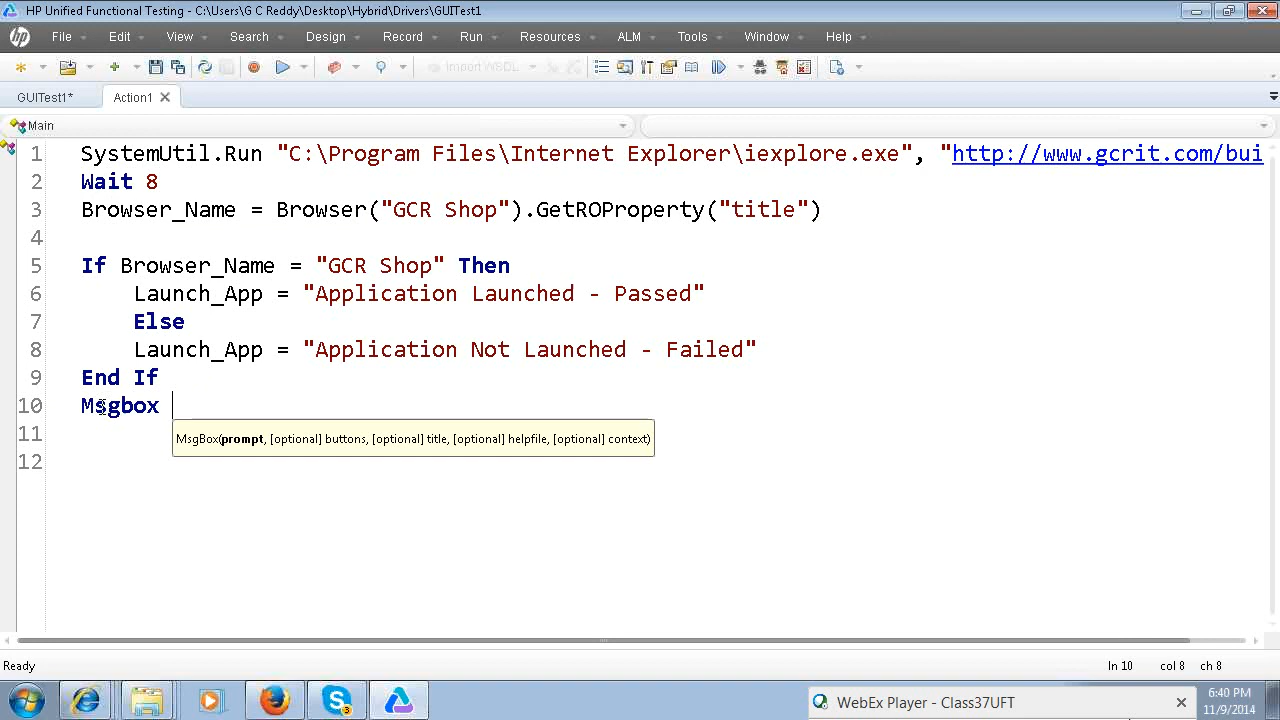 HP Unified Functional Testing - C:\Users\G C Reddy\Desktop\Hybrid\Drivers\GUITest1
hp File Edit View Search Design Record Run Resources ALM Tools Window Help
Import WSDL
GUITest1* Action1
Main
1 SystemUtil.Run "C:\Program Files\Internet Explorer\iexplore.exe", "http://www.gcrit.com/bui
2 Wait 8
3 Browser_Name = Browser("GCR Shop").GetROProperty("title")
4
5 If Browser_Name = "GCR Shop" Then
6 Launch_App = "Application Launched - Passed"
7 Else
8 Launch_App = "Application Not Launched - Failed"
9 End If
10 Msgbox
11 MsgBox(prompt, [optional] buttons, [optional] title, [optional] helpfile, [optional] context)
12
Ready ln 10 col 8 ch 8
3 WebEx Player - Class37UFT 6:40 PM
11/9/2014